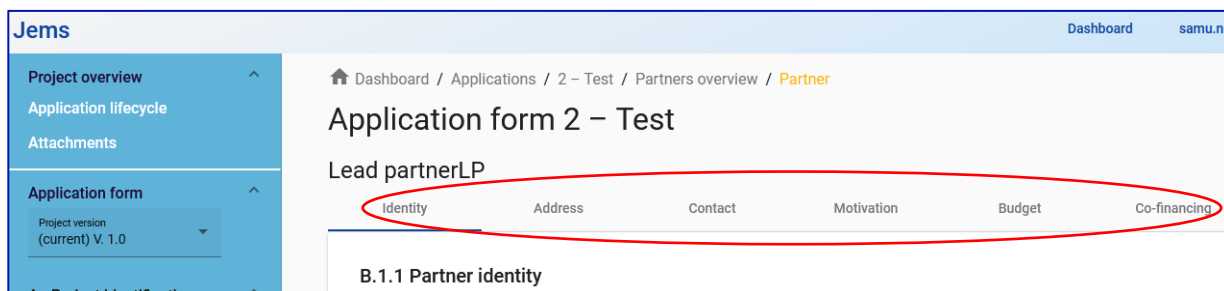 Jems
Dashboard samu.n
Project overview
Application lifecycle
Attachments
Application form
Project version
(current) V. 1.0
Dashboard / Applications / 2 – Test / Partners overview / Partner
Application form 2 – Test
Lead partnerLP
Identity Address Contact Motivation Budget Co-financing
B.1.1 Partner identity